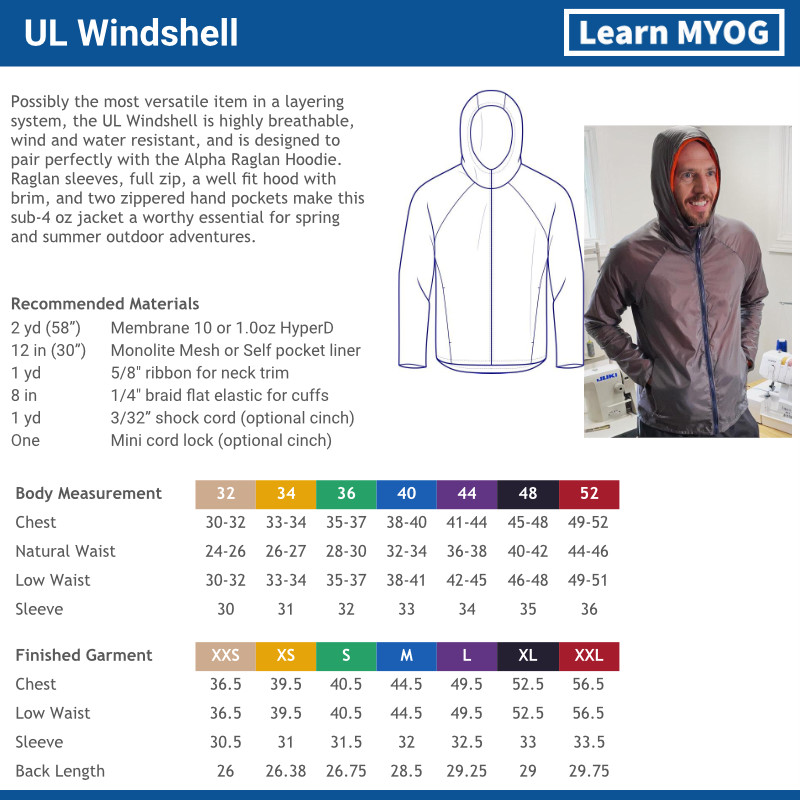 UL Windshell
Learn MYOG
Possibly the most versatile item in a layering
system, the UL Windshell is highly breathable,
wind and water resistant, and is designed to
pair perfectly with the Alpha Raglan Hoodie.
Raglan sleeves, full zip, a well fit hood with
brim, and two zippered hand pockets make this
sub-4 oz jacket a worthy essential for spring
and summer outdoor adventures.
Recommended Materials
2 yd (58”) Membrane 10 or 1.0oz HyperD
12 in (30”) Monolite Mesh or Self pocket liner
1 yd 5/8" ribbon for neck trim
8 in 1/4" braid flat elastic for cuffs
1 yd 3/32” shock cord (optional cinch)
One Mini cord lock (optional cinch)
JUKI
Body Measurement 32 34 36 40 44 48 52
Chest 30-32 33-34 35-37 38-40 41-44 45-48 49-52
Natural Waist 24-26 26-27 28-30 32-34 36-38 40-42 44-46
Low Waist 30-32 33-34 35-37 38-41 42-45 46-48 49-51
Sleeve 30 31 32 33 34 35 36
Finished Garment XXS XS S M L XL XXL
Chest 36.5 39.5 40.5 44.5 49.5 52.5 56.5
Low Waist 36.5 39.5 40.5 44.5 49.5 52.5 56.5
Sleeve 30.5 31 31.5 32 32.5 33 33.5
Back Length 26 26.38 26.75 28.5 29.25 29 29.75